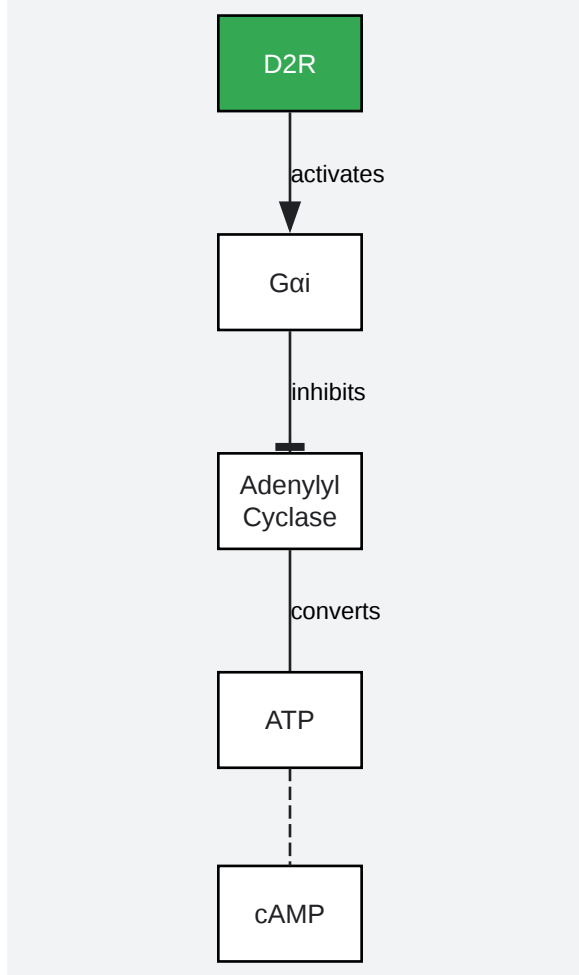 D2R
activates
Gαi
inhibits
Adenylyl
Cyclase
converts
ATP
cAMP